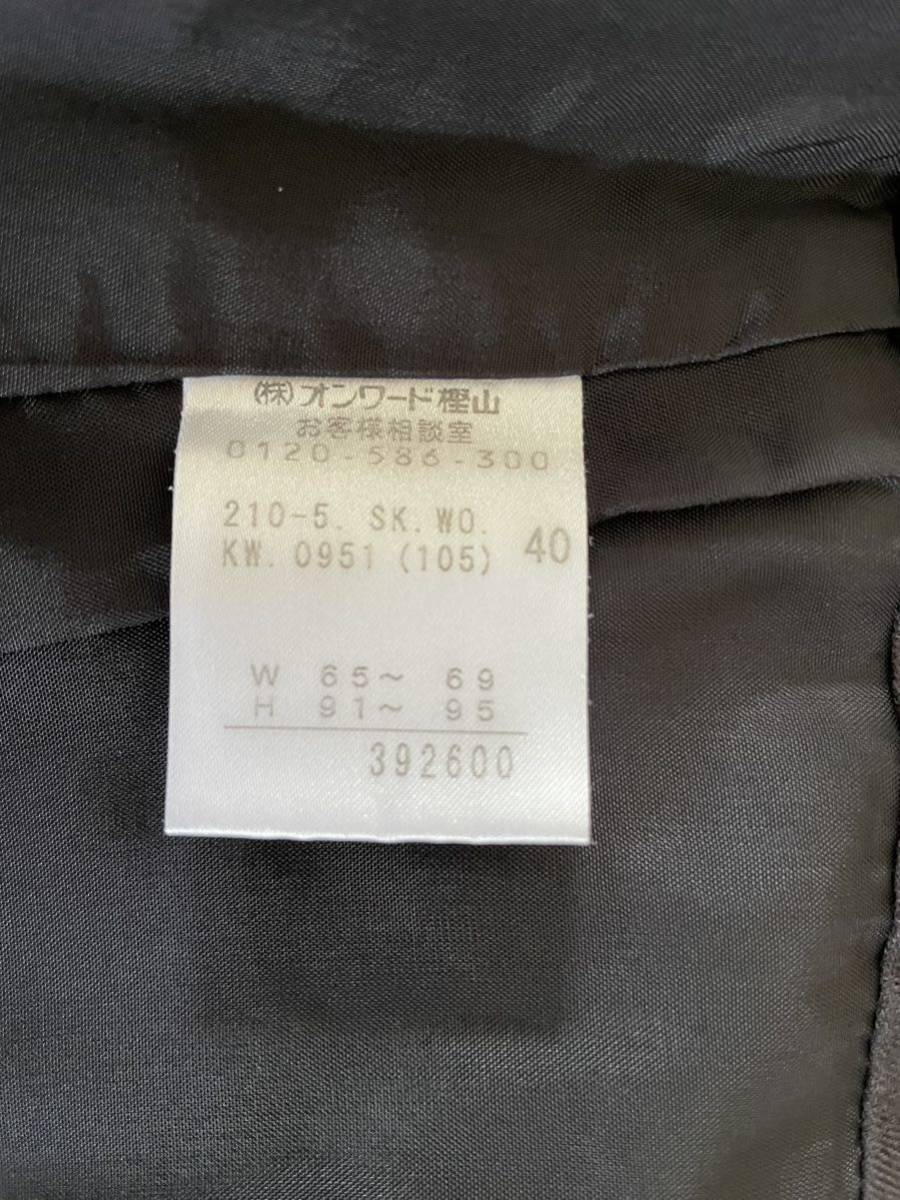 (株)オンワード樫山
お客様相談室
0120-586-300
210-5. SK. WO.
KW. 0951 (105) 40
W 65～ 69
H 91～ 95
392600